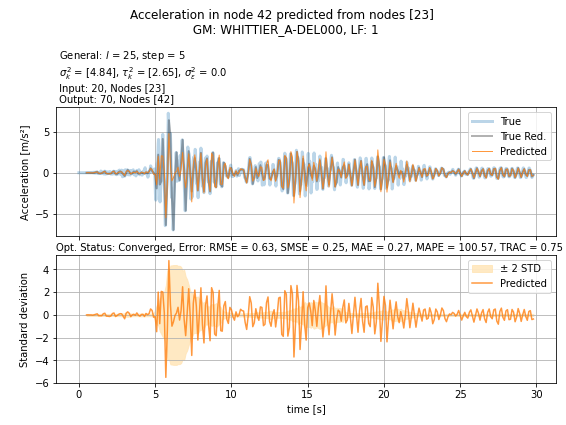 Acceleration in node 42 predicted from nodes [23]
GM: WHITTIER_A-DEL000, LF: 1
General: l = 25, step = 5
σ²ₖ = [4.84], τ²ₖ = [2.65], σ²_ε = 0.0
Input: 20, Nodes [23]
Output: 70, Nodes [42]
Acceleration [m/s²]
5
0
−5
True
True Red.
Predicted
Opt. Status: Converged, Error: RMSE = 0.63, SMSE = 0.25, MAE = 0.27, MAPE = 100.57, TRAC = 0.75
Standard deviation
4
2
0
−2
−4
−6
± 2 STD
Predicted
0 5 10 15 20 25 30
time [s]